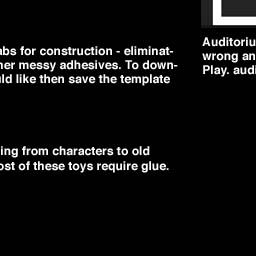 abs for construction - eliminat-
her messy adhesives. To down-
uld like then save the template
ing from characters to old
ost of these toys require glue.
Auditoriu
wrong an
Play. audi